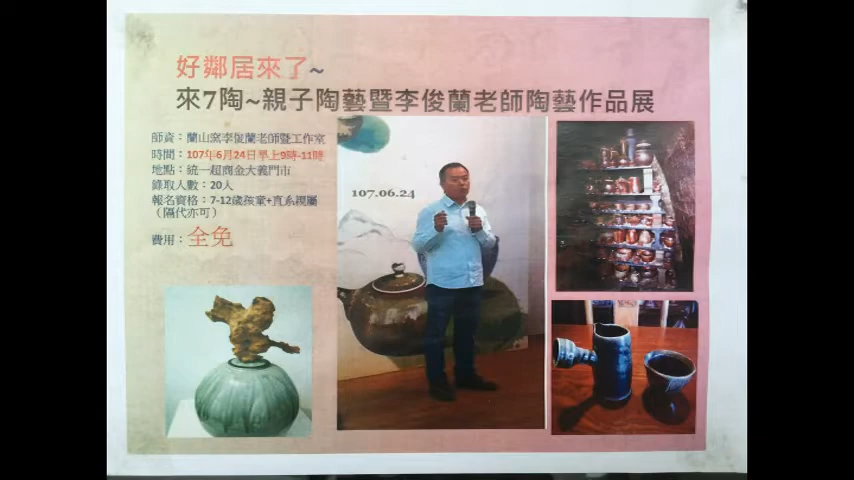 好鄰居來了~
來7陶~親子陶藝暨李俊蘭老師陶藝作品展
師資：蘭山窯李俊蘭老師暨工作室
時間：107年6月24日早上9時-11時
地點：統一超商金大義門市
錄取人數：20人
報名資格：7-12歲孩童+直系親屬
（隔代亦可）
費用：全免
107.06.24